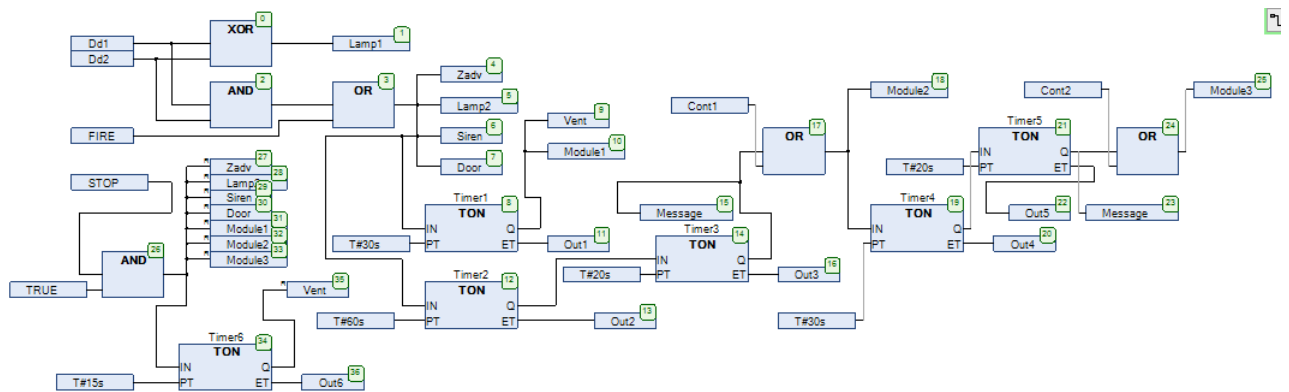 XOR 0
Dd1
Dd2
Lamp1 1
AND 2
OR 3
FIRE
Zadv 4
Lamp2 5
Siren 6
Door 7
Vent 9
Module1 10
Timer1
TON 8
IN Q
PT ET
T#30s
Out1 11
Timer2
TON 12
IN Q
PT ET
T#60s
Out2 13
Cont1
OR 17
Message 15
Timer3
TON 14
IN Q
PT ET
T#20s
Out3 16
Module2 18
Cont2
Module3 25
Timer5
TON 21
IN Q
PT ET
T#20s
OR 24
Timer4
TON 19
IN Q
PT ET
T#30s
Out5 22
Message 23
Out4 20
STOP
Zadv 27
28
Siren 29
Door 30
Module1 31
Module2 32
Module3 33
AND 26
TRUE
Vent 35
Timer6
TON 34
IN Q
PT ET
T#15s
Out6 36